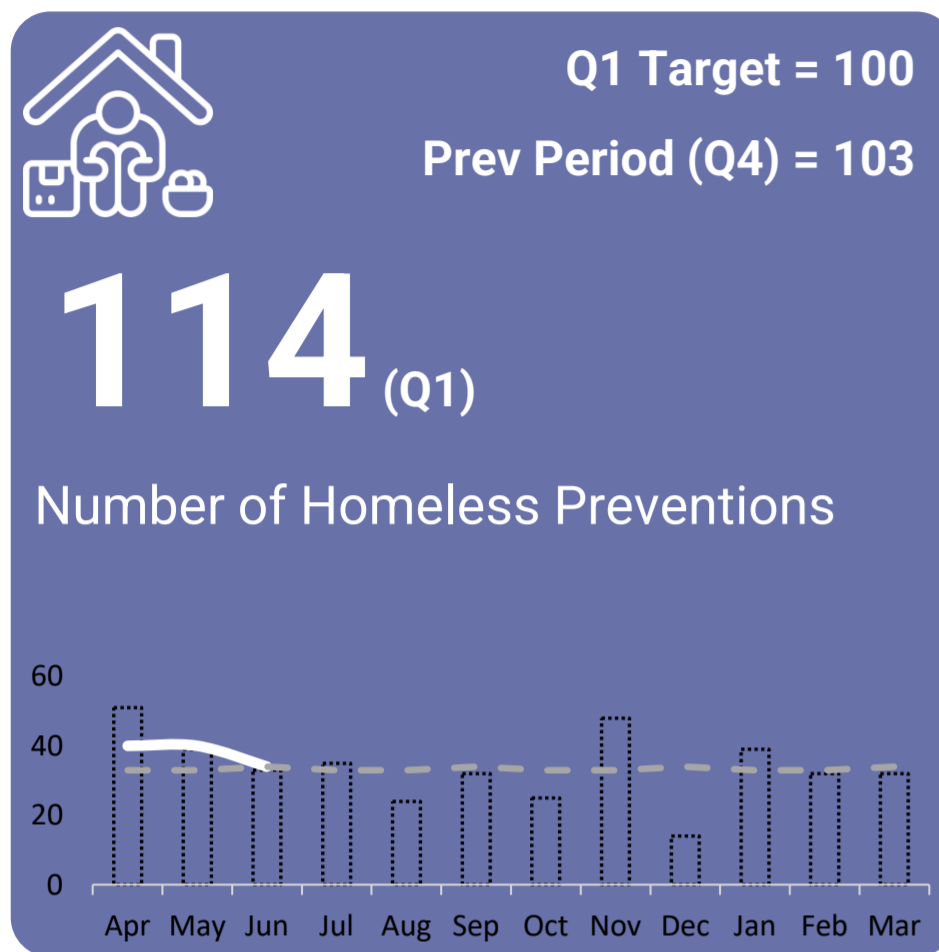 Q1 Target = 100
Prev Period (Q4) = 103
114 (Q1)
Number of Homeless Preventions
60
40
20
0
Apr May Jun Jul Aug Sep Oct Nov Dec Jan Feb Mar